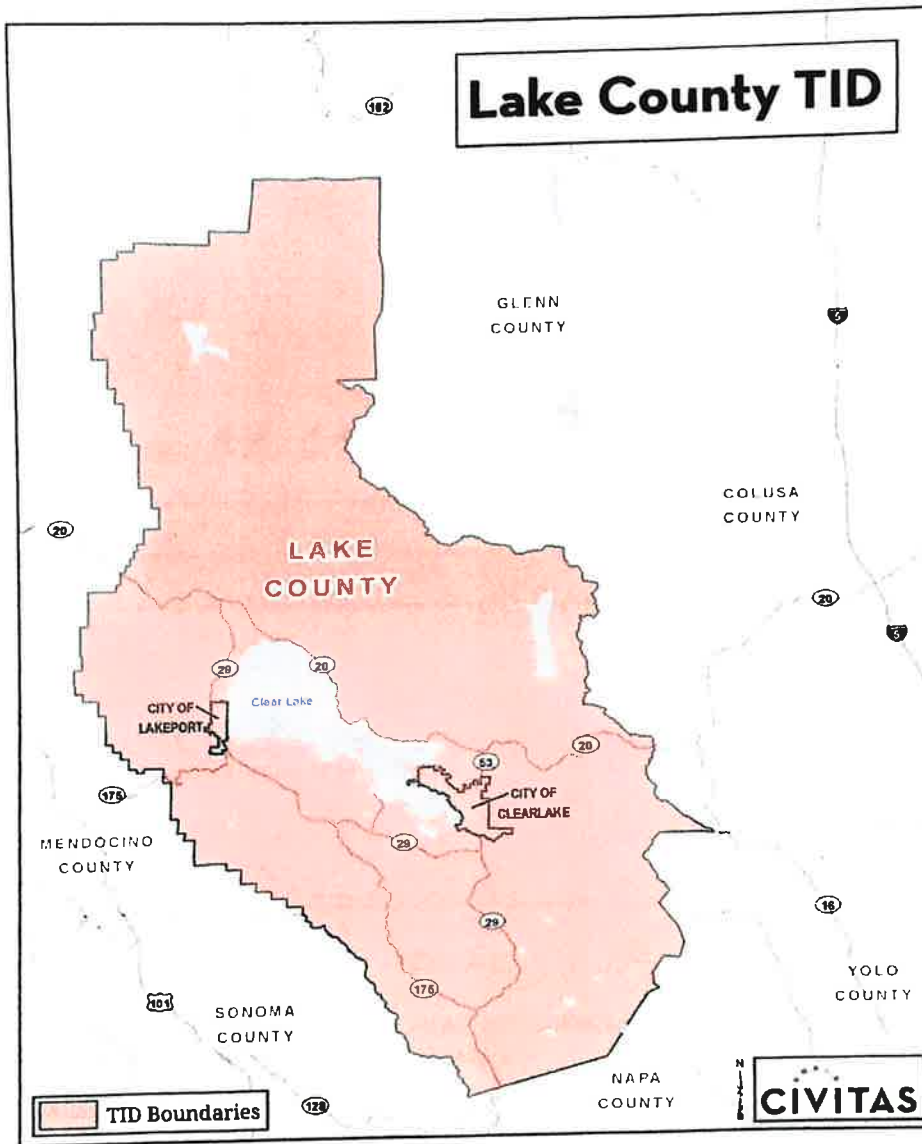 Lake County TID
162
GLENN
COUNTY
5
COLUSA
COUNTY
20
LAKE
COUNTY
20
5
29
20
Clear Lake
CITY OF
LAKEPORT
20
53
CITY OF
CLEARLAKE
175
MENDOCINO
COUNTY
29
29
16
175
YOLO
COUNTY
101
SONOMA
COUNTY
NAPA
COUNTY
N
CIVITAS
TID Boundaries
128